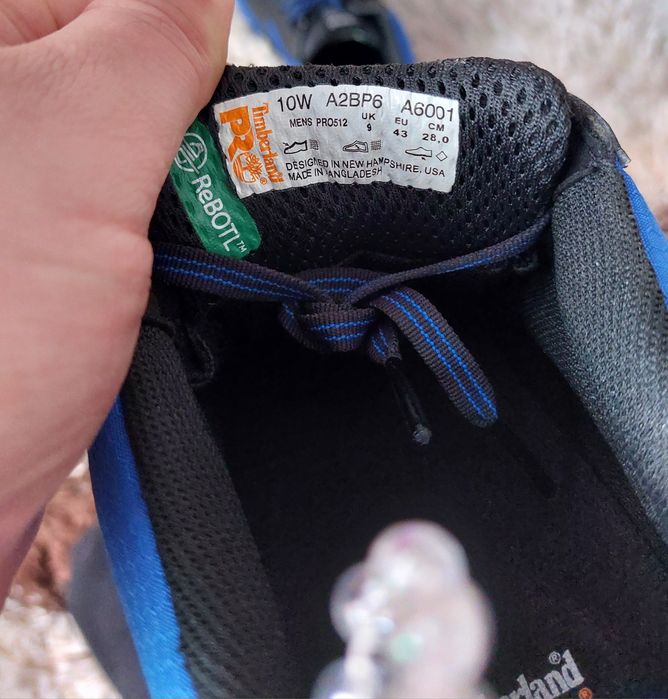 10W A2BP6 A6001
MENS PRO512 UK 9 EU 43 CM 28,0
DESIGNED IN NEW HAMPSHIRE, USA
MADE IN BANGLADESH
Timberland®
PRO
ReBOTL™
®